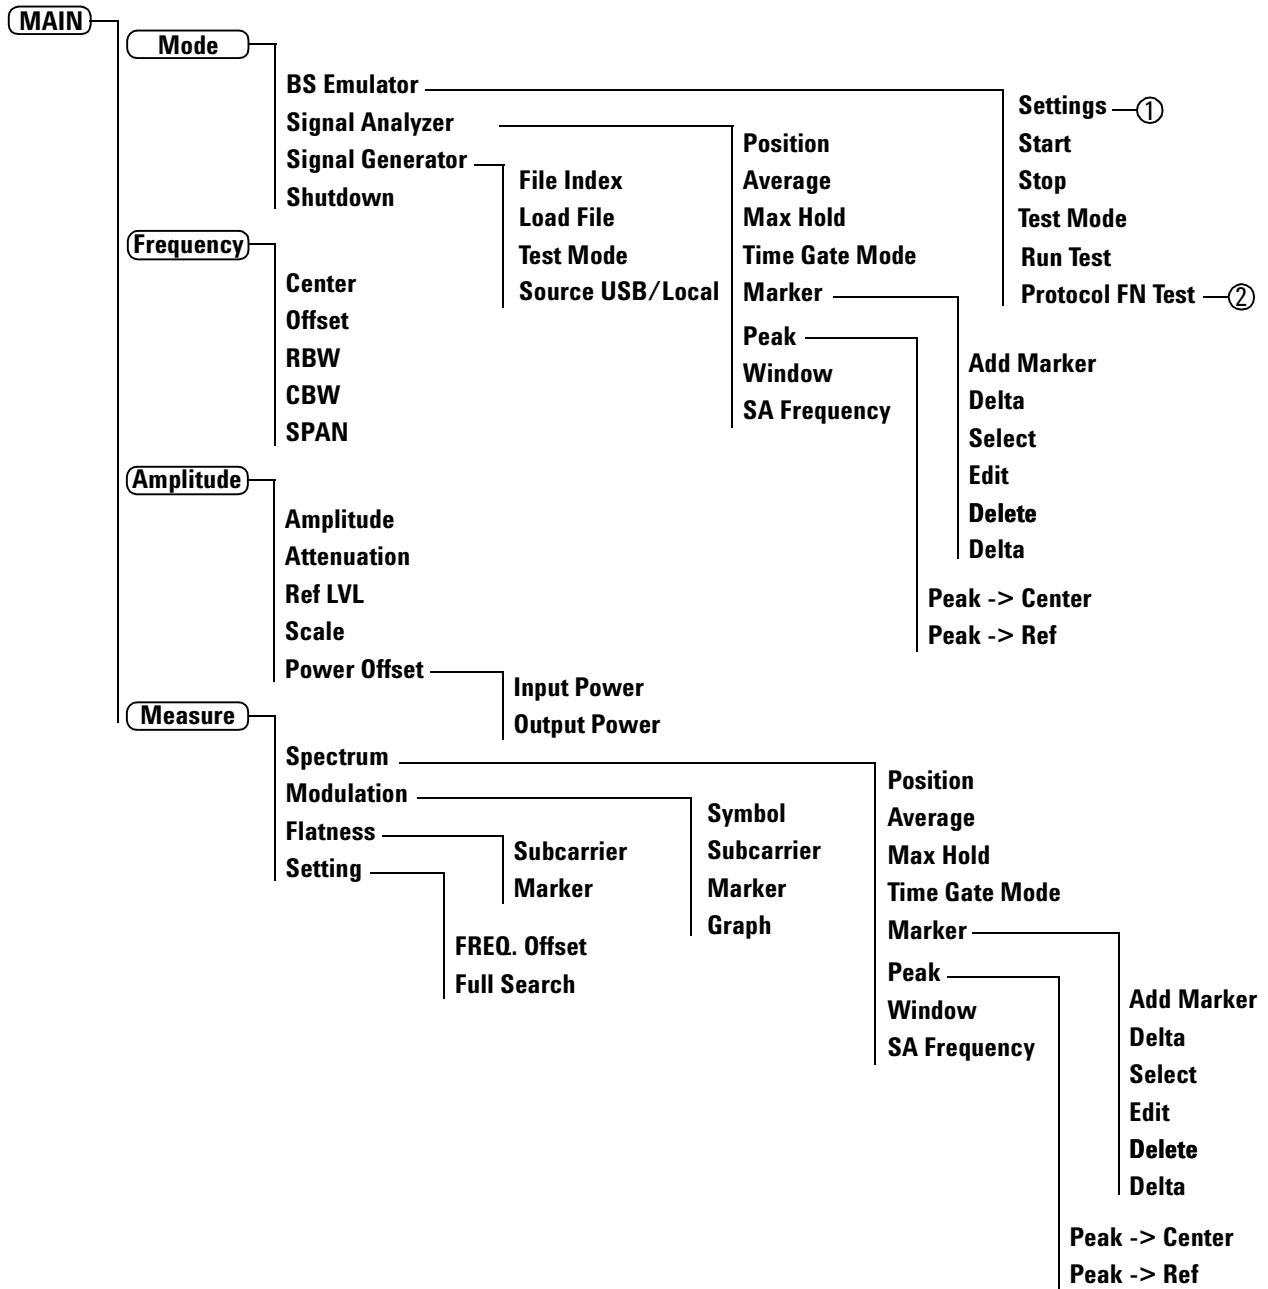 MAIN
Mode
BS Emulator
Signal Analyzer
Signal Generator
Shutdown
Settings 1
Start
Stop
Test Mode
Run Test
Protocol FN Test 2
Position
Average
Max Hold
Time Gate Mode
Marker
Peak
Window
SA Frequency
File Index
Load File
Test Mode
Source USB/Local
Add Marker
Delta
Select
Edit
Delete
Delta
Peak -> Center
Peak -> Ref
Frequency
Center
Offset
RBW
CBW
SPAN
Amplitude
Amplitude
Attenuation
Ref LVL
Scale
Power Offset
Input Power
Output Power
Measure
Spectrum
Modulation
Flatness
Setting
Position
Average
Max Hold
Time Gate Mode
Marker
Peak
Window
SA Frequency
Symbol
Subcarrier
Marker
Graph
Subcarrier
Marker
FREQ. Offset
Full Search
Add Marker
Delta
Select
Edit
Delete
Delta
Peak -> Center
Peak -> Ref